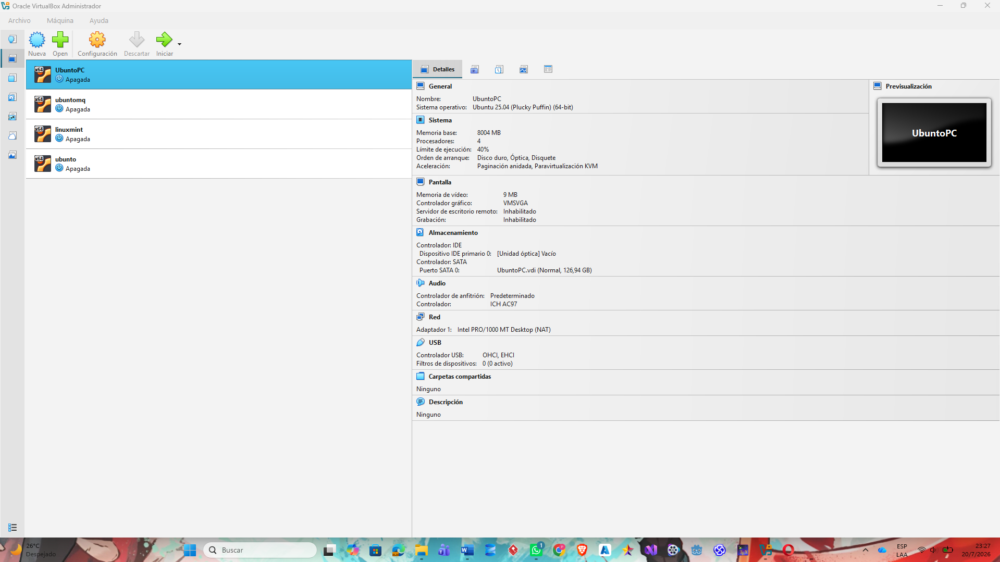 Oracle VirtualBox Administrador
Archivo Máquina Ayuda
Nueva Open Configuración Descartar Iniciar
x64 UbuntoPC
Apagada
x64 ubuntomq
Apagada
x64 linuxmint
Apagada
x64 ubunto
Apagada
Detalles
General
Nombre: UbuntoPC
Sistema operativo: Ubuntu 25.04 (Plucky Puffin) (64-bit)
Previsualización
UbuntoPC
Sistema
Memoria base: 8004 MB
Procesadores: 4
Límite de ejecución: 40%
Orden de arranque: Disco duro, Óptica, Disquete
Aceleración: Paginación anidada, Paravirtualización KVM
Pantalla
Memoria de vídeo: 9 MB
Controlador gráfico: VMSVGA
Servidor de escritorio remoto: Inhabilitado
Grabación: Inhabilitado
Almacenamiento
Controlador: IDE
Dispositivo IDE primario 0: [Unidad óptica] Vacío
Controlador: SATA
Puerto SATA 0: UbuntoPC.vdi (Normal, 126,94 GB)
Audio
Controlador de anfitrión: Predeterminado
Controlador: ICH AC97
Red
Adaptador 1: Intel PRO/1000 MT Desktop (NAT)
USB
Controlador USB: OHCI, EHCI
Filtros de dispositivos: 0 (0 activo)
Carpetas compartidas
Ninguno
Descripción
Ninguno
26°C
Despejado
Buscar
1
ESP
LAA
23:27
20/7/2026